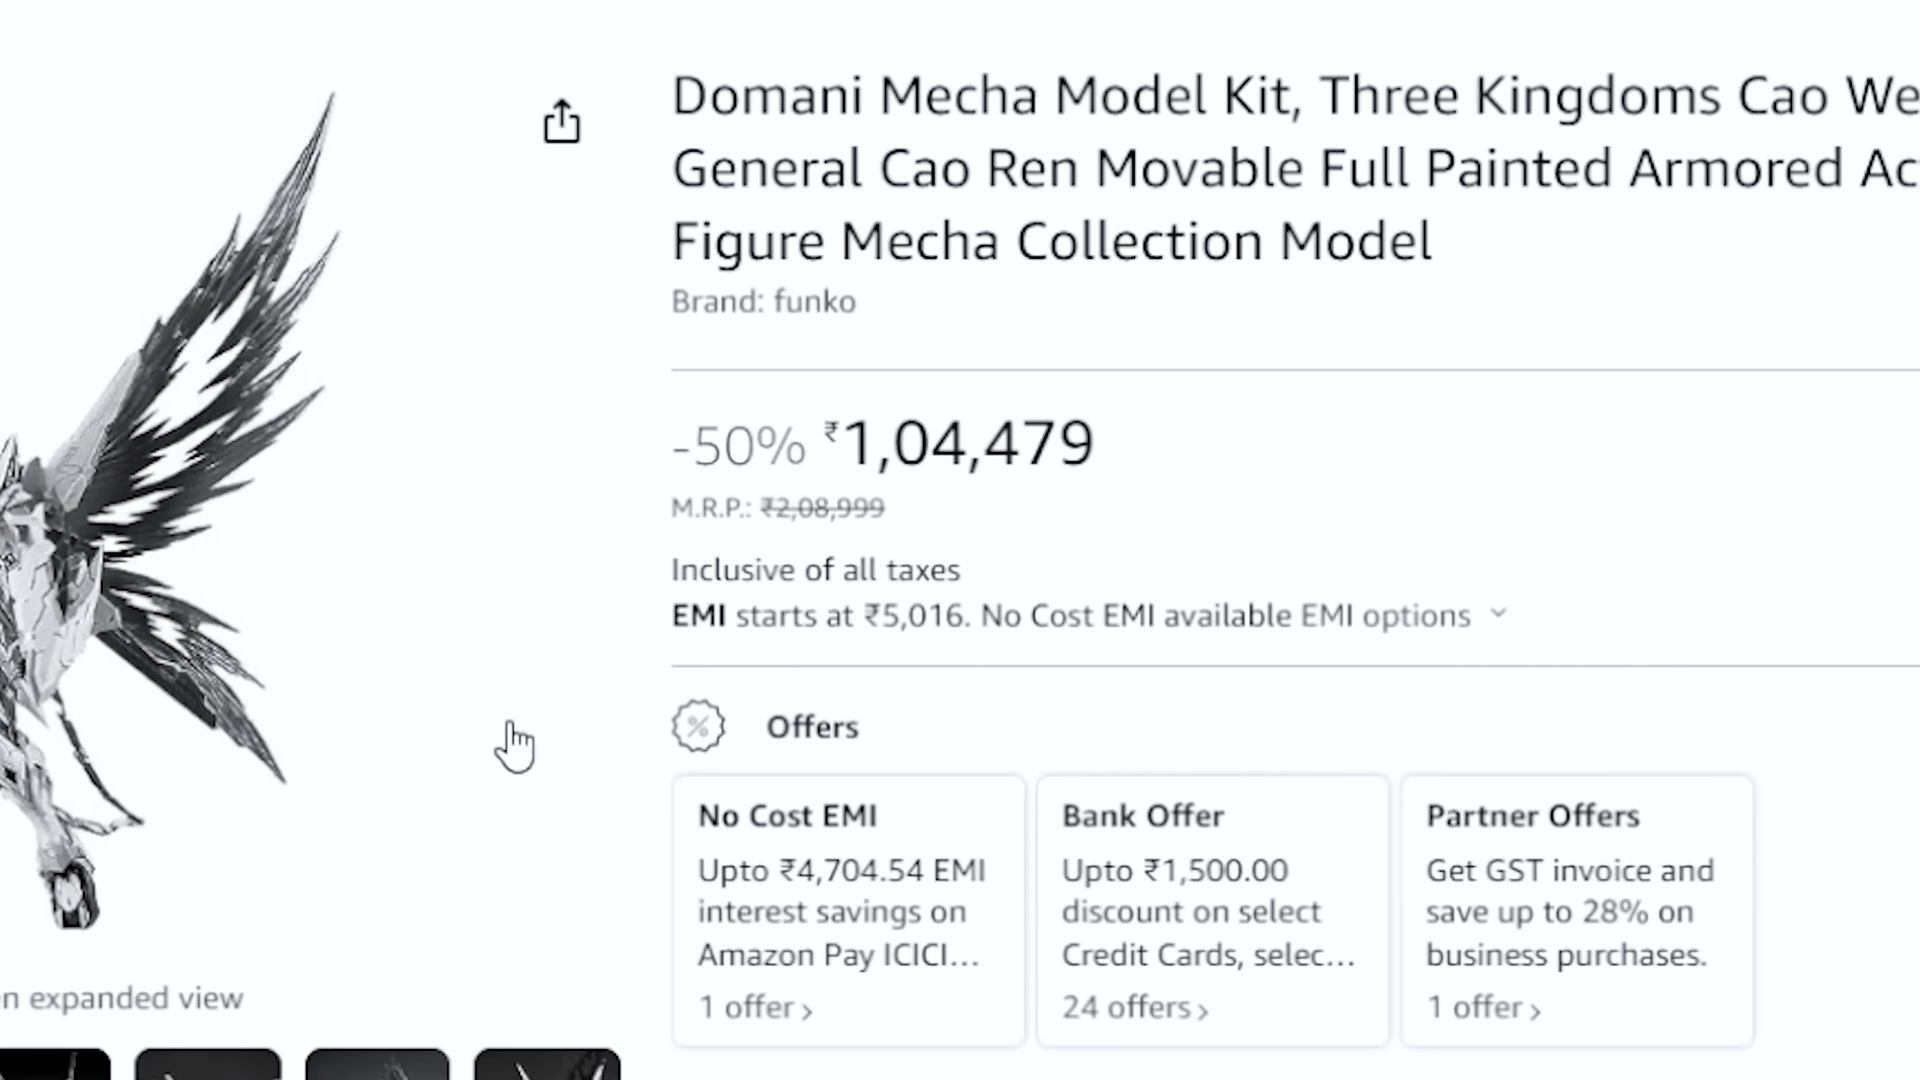 Domani Mecha Model Kit, Three Kingdoms Cao
General Cao Ren Movable Full Painted Armored
Figure Mecha Collection Model
Brand: funko
-50% ₹1,04,479
M.R.P.: ₹2,08,999
Inclusive of all taxes
EMI starts at ₹5,016. No Cost EMI available EMI options
Offers
No Cost EMI
Upto ₹4,704.54 EMI
interest savings on
Amazon Pay ICICI...
1 offer >
Bank Offer
Upto ₹1,500.00
discount on select
Credit Cards, selec...
24 offers >
Partner Offers
Get GST invoice and
save up to 28% on
business purchases.
1 offer >
expanded view